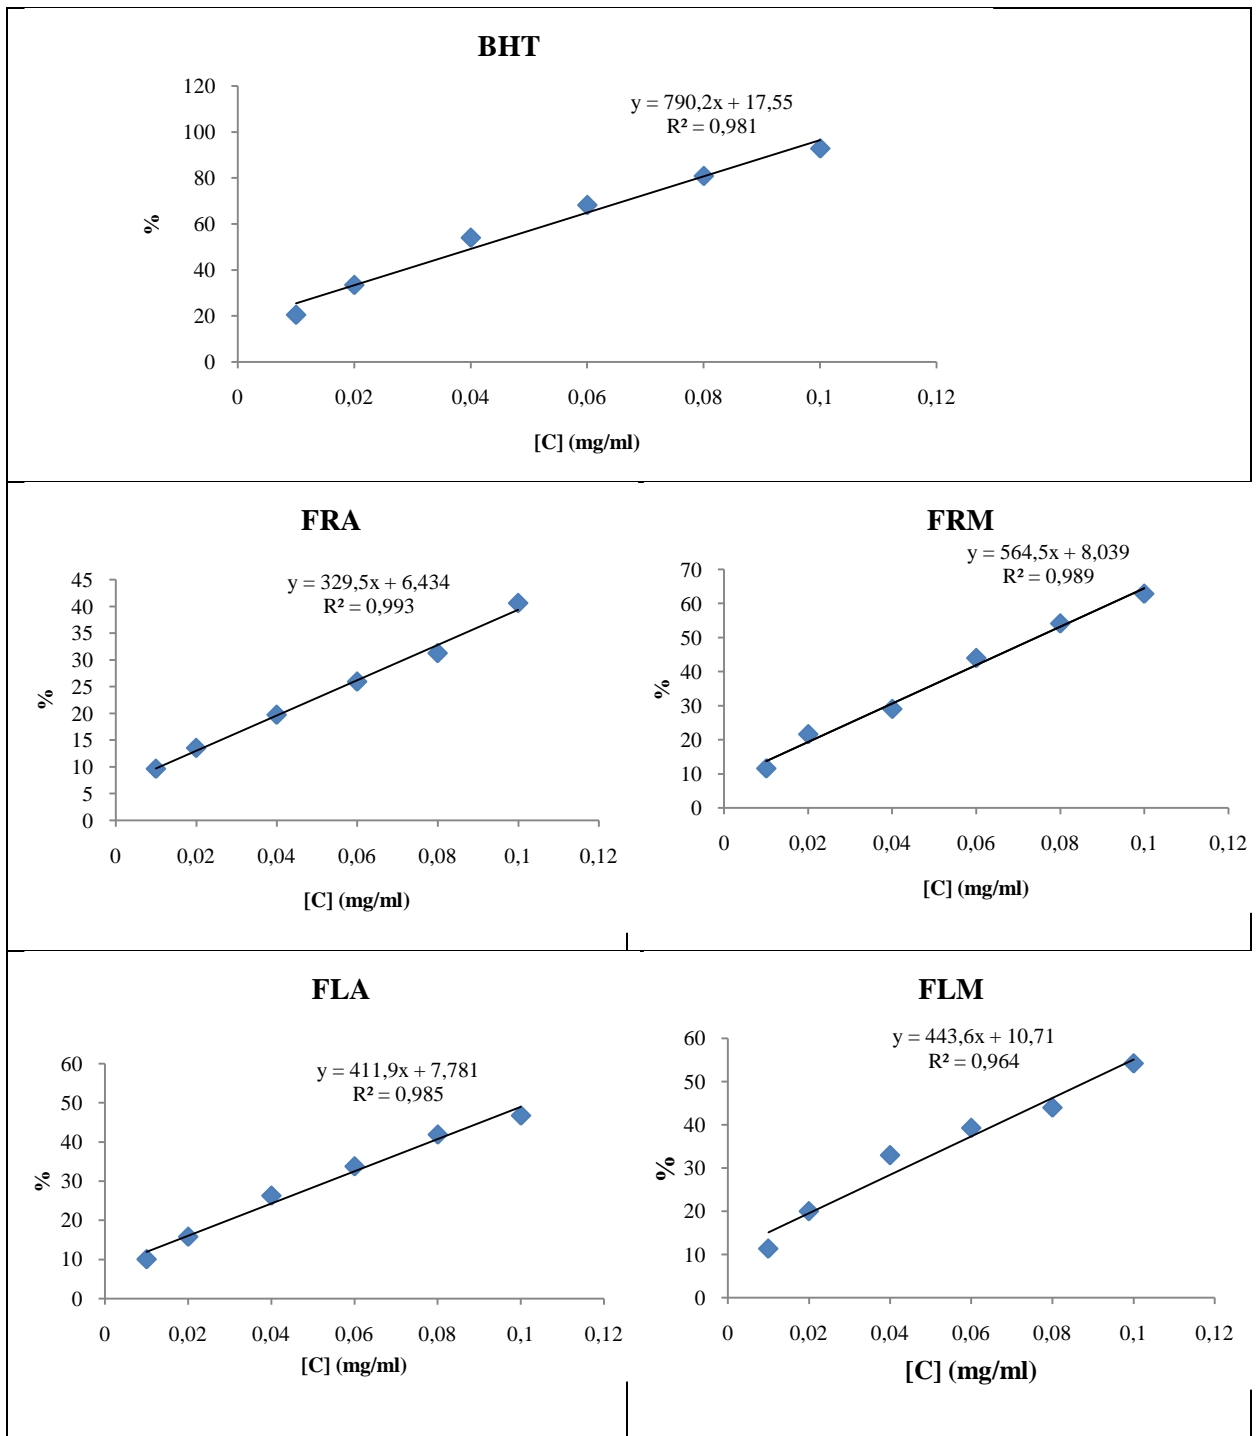 BHT
y = 790,2x + 17,55
R² = 0,981
120
100
80
60
40
20
0
%
0 0,02 0,04 0,06 0,08 0,1 0,12
[C] (mg/ml)
FRA
y = 329,5x + 6,434
R² = 0,993
45
40
35
30
25
20
15
10
5
0
%
0 0,02 0,04 0,06 0,08 0,1 0,12
[C] (mg/ml)
FRM
y = 564,5x + 8,039
R² = 0,989
70
60
50
40
30
20
10
0
%
0 0,02 0,04 0,06 0,08 0,1 0,12
[C] (mg/ml)
FLA
y = 411,9x + 7,781
R² = 0,985
60
50
40
30
20
10
0
%
0 0,02 0,04 0,06 0,08 0,1 0,12
[C] (mg/ml)
FLM
y = 443,6x + 10,71
R² = 0,964
60
50
40
30
20
10
0
%
0 0,02 0,04 0,06 0,08 0,1 0,12
[C] (mg/ml)